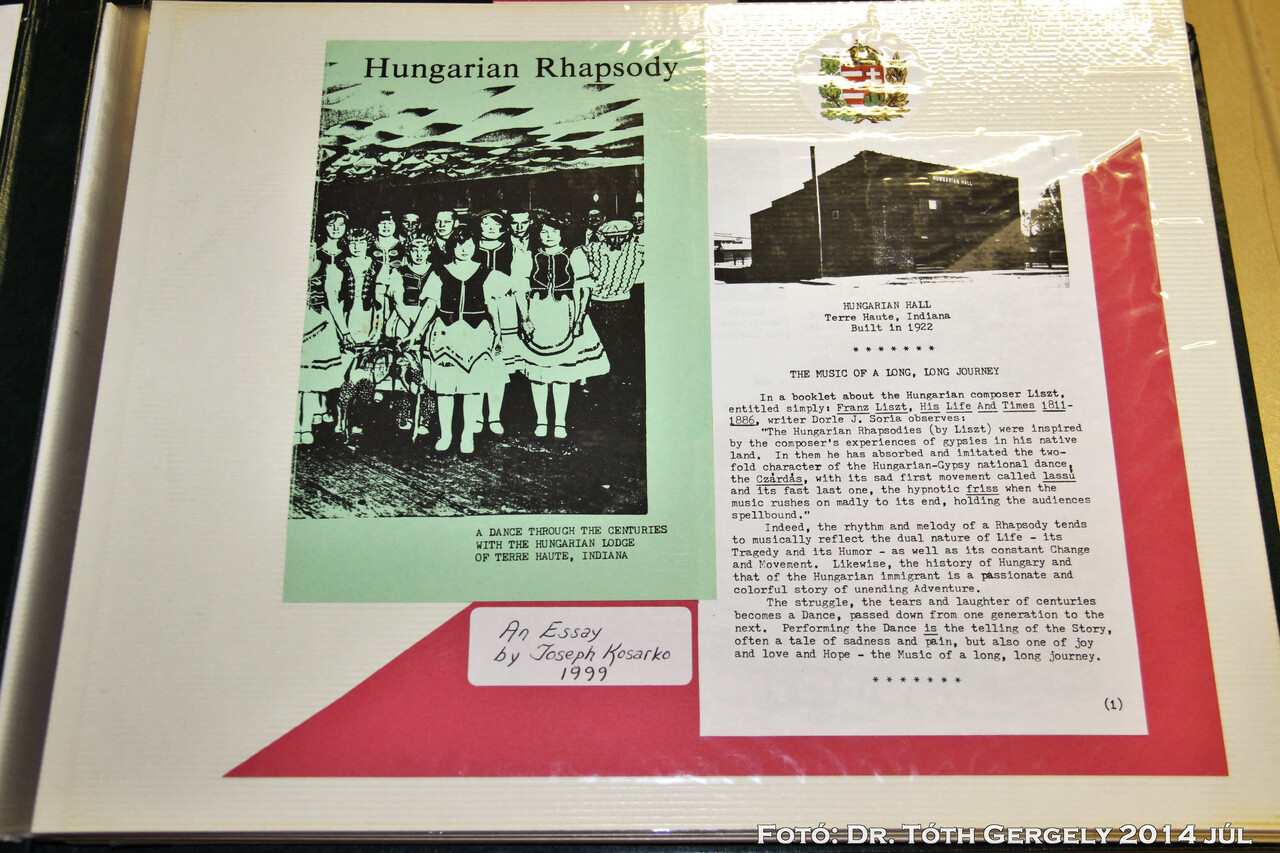 Hungarian Rhapsody
A DANCE THROUGH THE CENTURIES
WITH THE HUNGARIAN LODGE
OF TERRE HAUTE, INDIANA
An Essay
by Joseph Kosarko
1999
HUNGARIAN HALL
HUNGARIAN HALL
Terre Haute, Indiana
Built in 1922
* * * * * * *
THE MUSIC OF A LONG, LONG JOURNEY
In a booklet about the Hungarian composer Liszt,
entitled simply: Franz Liszt, His Life And Times 1811-
1886, writer Dorle J. Soria observes:
"The Hungarian Rhapsodies (by Liszt) were inspired
by the composer's experiences of gypsies in his native
land. In them he has absorbed and imitated the two-
fold character of the Hungarian-Gypsy national dance,
the Czárdás, with its sad first movement called lassú
and its fast last one, the hypnotic friss when the
music rushes on madly to its end, holding the audiences
spellbound."
Indeed, the rhythm and melody of a Rhapsody tends
to musically reflect the dual nature of Life - its
Tragedy and its Humor - as well as its constant Change
and Movement. Likewise, the history of Hungary and
that of the Hungarian immigrant is a passionate and
colorful story of unending Adventure.
The struggle, the tears and laughter of centuries
becomes a Dance, passed down from one generation to the
next. Performing the Dance is the telling of the Story,
often a tale of sadness and pain, but also one of joy
and love and Hope - the Music of a long, long journey.
* * * * * * *
(1)
Fotó: Dr. Tóth Gergely 2014 júl